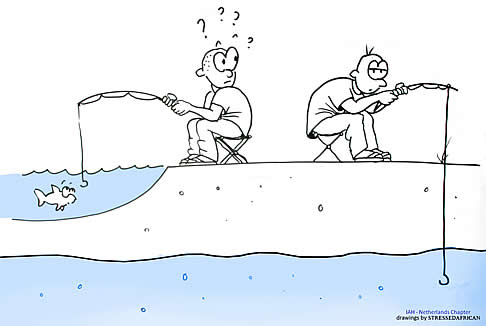 ? ? ? ?
IAH - Netherlands Chapter
drawings by STRESSEDAFRICAN